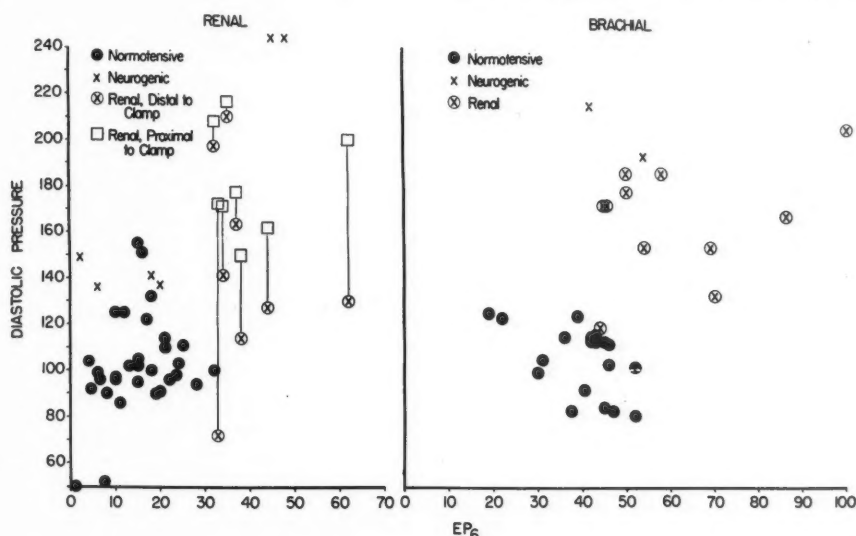 RENAL
BRACHIAL
240
220
200
180
160
140
120
100
80
60
DIASTOLIC PRESSURE
Normotensive
x Neurogenic
Renal, Distal to
Clamp
Renal, Proximal
to Clamp
Normotensive
x Neurogenic
Renal
0 10 20 30 40 50 60 70
0 10 20 30 40 50 60 70 80 90 100
EP6